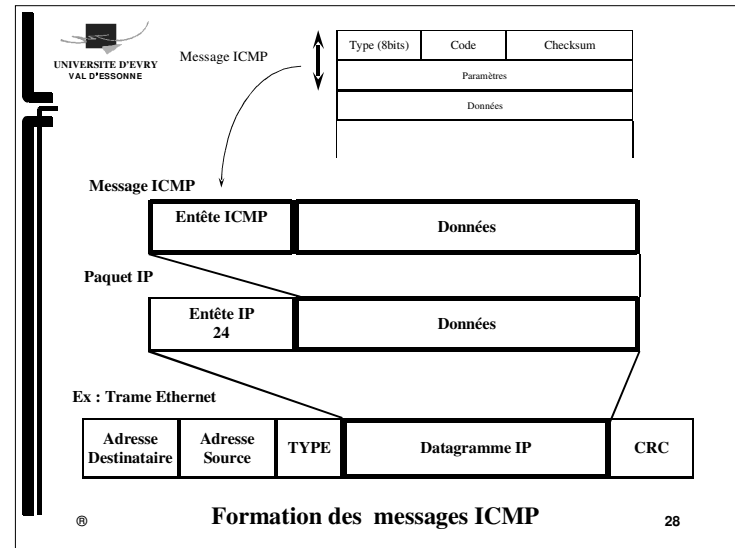 UNIVERSITE D'EVRY
VAL D'ESSONNE
Message ICMP
Type (8bits) Code Checksum
Paramètres
Données
Message ICMP
Entête ICMP Données
Paquet IP
Entête IP
24
Données
Ex : Trame Ethernet
Adresse
Destinataire
Adresse
Source
TYPE
Datagramme IP
CRC
® Formation des messages ICMP 28